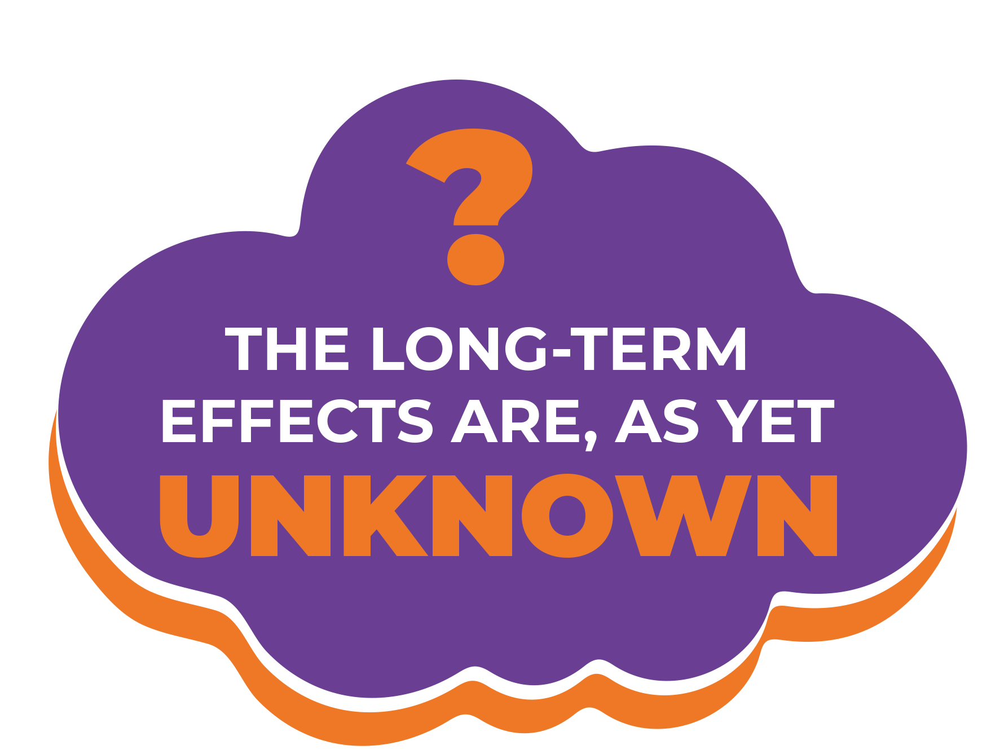 ?
THE LONG-TERM
EFFECTS ARE, AS YET
UNKNOWN